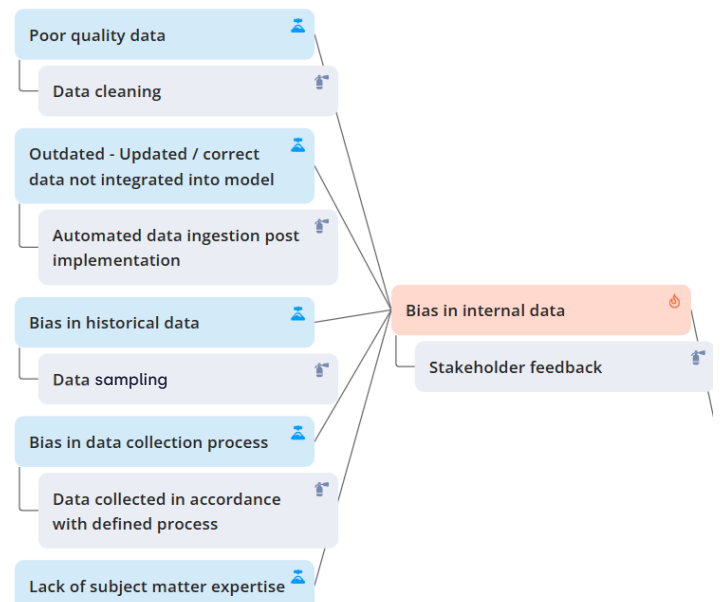 Poor quality data
Data cleaning
Outdated - Updated / correct
data not integrated into model
Automated data ingestion post
implementation
Bias in historical data
Data sampling
Bias in data collection process
Data collected in accordance
with defined process
Lack of subject matter expertise
Bias in internal data
Stakeholder feedback